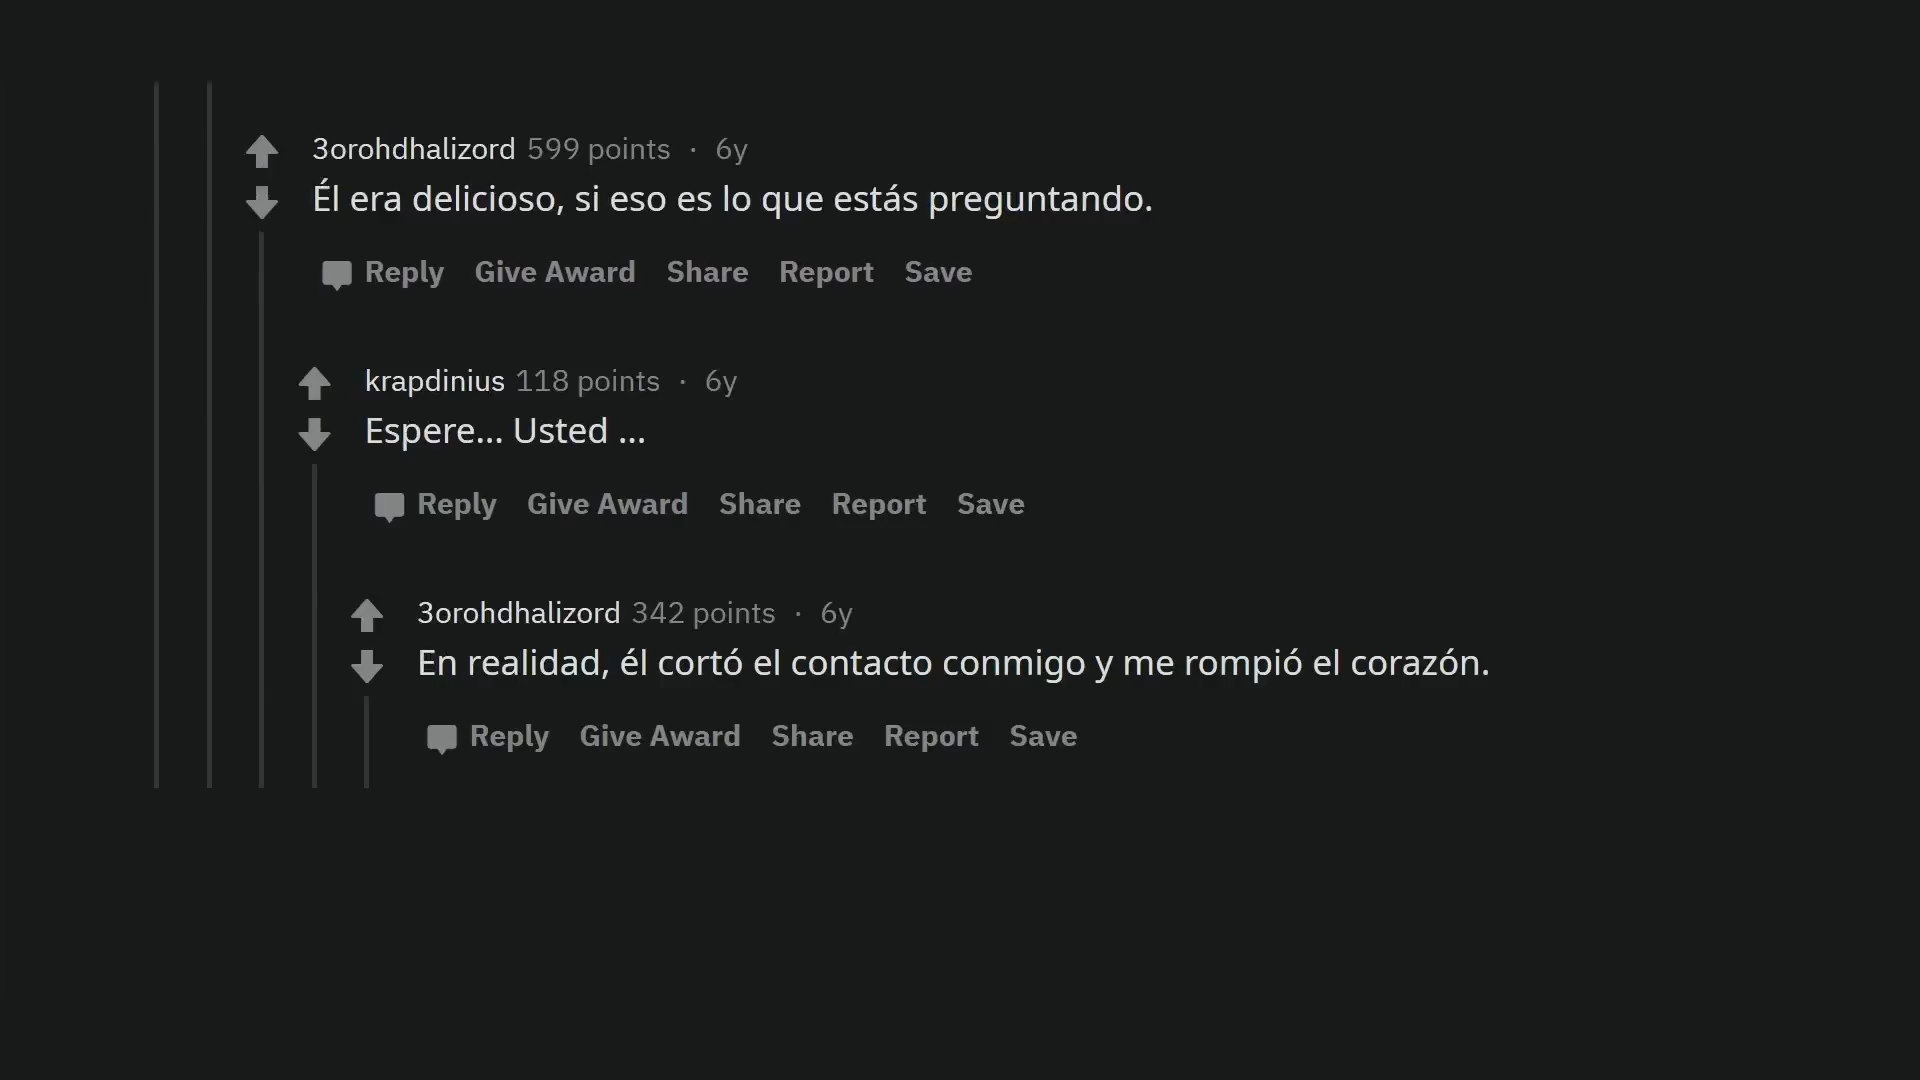 3orohdhalizord 599 points · 6y
Él era delicioso, si eso es lo que estás preguntando.
Reply Give Award Share Report Save
krapdinius 118 points · 6y
Espere... Usted ...
Reply Give Award Share Report Save
3orohdhalizord 342 points · 6y
En realidad, él cortó el contacto conmigo y me rompió el corazón.
Reply Give Award Share Report Save